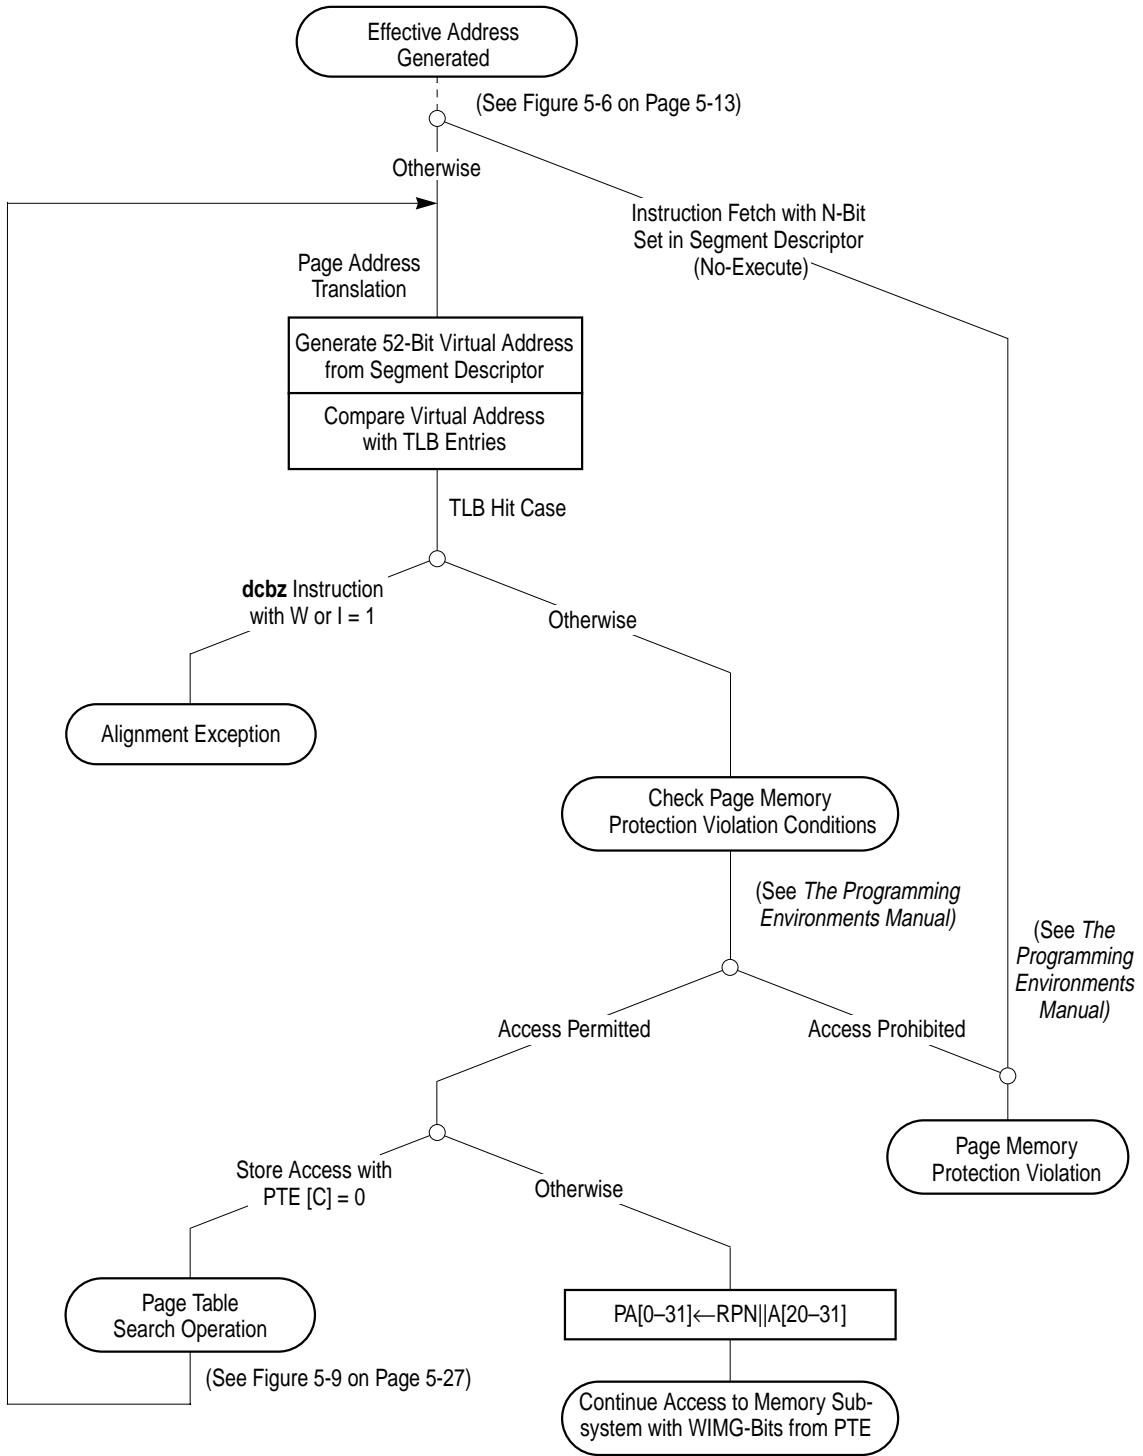 Effective Address
Generated
(See Figure 5-6 on Page 5-13)
Otherwise
Instruction Fetch with N-Bit
Set in Segment Descriptor
(No-Execute)
Page Address
Translation
Generate 52-Bit Virtual Address
from Segment Descriptor
Compare Virtual Address
with TLB Entries
TLB Hit Case
dcbz Instruction
with W or I = 1
Otherwise
Alignment Exception
Check Page Memory
Protection Violation Conditions
(See The Programming
Environments Manual)
(See The
Programming
Environments
Manual)
Access Permitted
Access Prohibited
Page Memory
Protection Violation
Store Access with
PTE [C] = 0
Otherwise
Page Table
Search Operation
PA[0–31]←RPN||A[20–31]
(See Figure 5-9 on Page 5-27)
Continue Access to Memory Sub-
system with WIMG-Bits from PTE